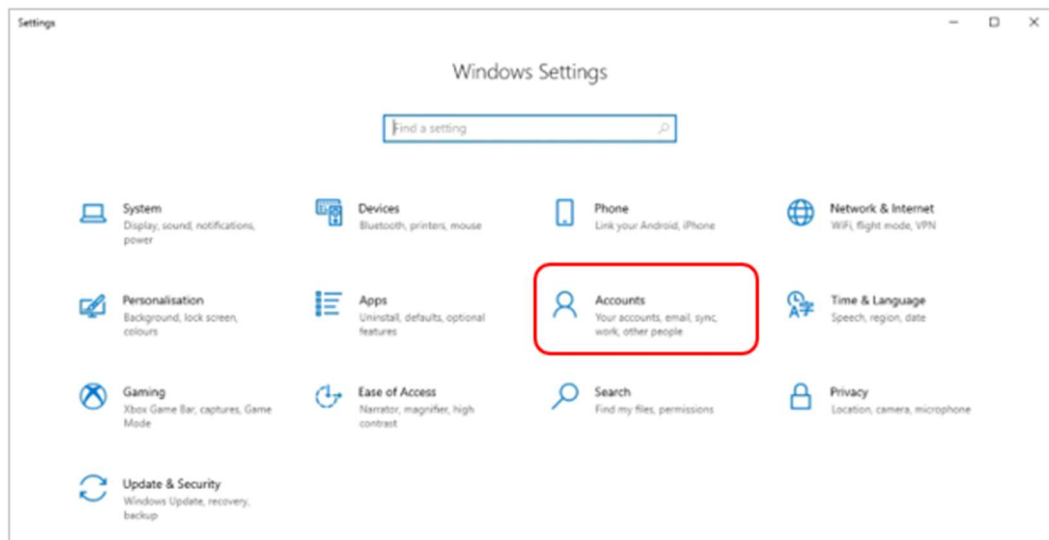 Settings
Windows Settings
Find a setting
System
Display, sound, notifications,
power
Devices
Bluetooth, printers, mouse
Phone
Link your Android, iPhone
Network & Internet
WiFi, flight mode, VPN
Personalisation
Background, lock screen,
colours
Apps
Uninstall, defaults, optional
features
Accounts
Your accounts, email, sync,
work, other people
Time & Language
Speech, region, date
Gaming
Xbox Game Bar, captures, Game
Mode
Ease of Access
Narrator, magnifier, high
contrast
Search
Find my files, permissions
Privacy
Location, camera, microphone
Update & Security
Windows Update, recovery,
backup